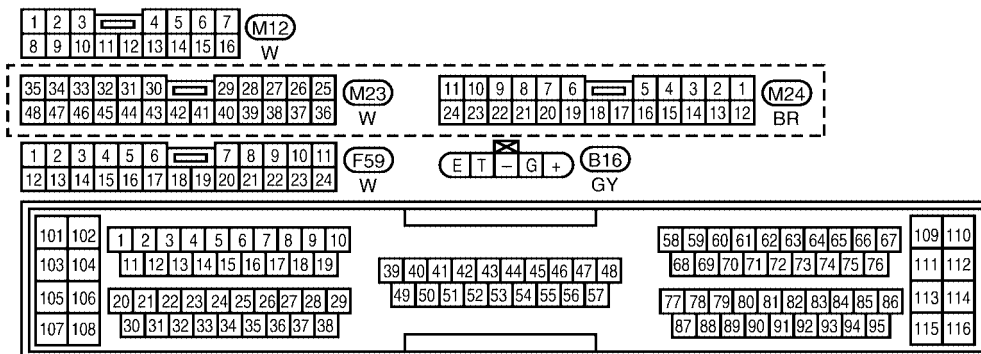 1 2 3 4 5 6 7 M12
8 9 10 11 12 13 14 15 16 W
35 34 33 32 31 30 29 28 27 26 25 M23
48 47 46 45 44 43 42 41 40 39 38 37 36 W
11 10 9 8 7 6 5 4 3 2 1 M24
24 23 22 21 20 19 18 17 16 15 14 13 12 BR
1 2 3 4 5 6 7 8 9 10 11 F59
12 13 14 15 16 17 18 19 20 21 22 23 24 W
E T – G + B16
GY
101 102
103 104
105 106
107 108
1 2 3 4 5 6 7 8 9 10
11 12 13 14 15 16 17 18 19
20 21 22 23 24 25 26 27 28 29
30 31 32 33 34 35 36 37 38
39 40 41 42 43 44 45 46 47 48
49 50 51 52 53 54 55 56 57
58 59 60 61 62 63 64 65 66 67
68 69 70 71 72 73 74 75 76
77 78 79 80 81 82 83 84 85 86
87 88 89 90 91 92 93 94 95
109 110
111 112
113 114
115 116